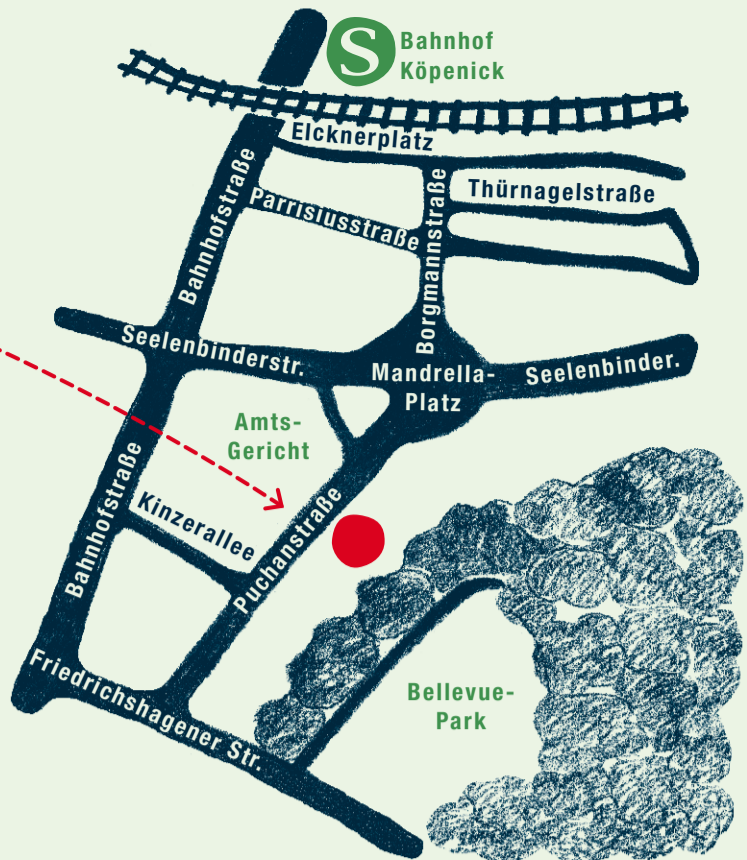 S
Bahnhof
Köpenick
Elcknerplatz
Thürnagelstraße
Parrisiusstraße
Borgmannstraße
Bahnhofstraße
Seelenbinderstr.
Mandrella-
Platz
Seelenbinder.
Amts-
Gericht
Bahnhofstraße
Kinzerallee
Puchanstraße
Friedrichshagener Str.
Bellevue-
Park